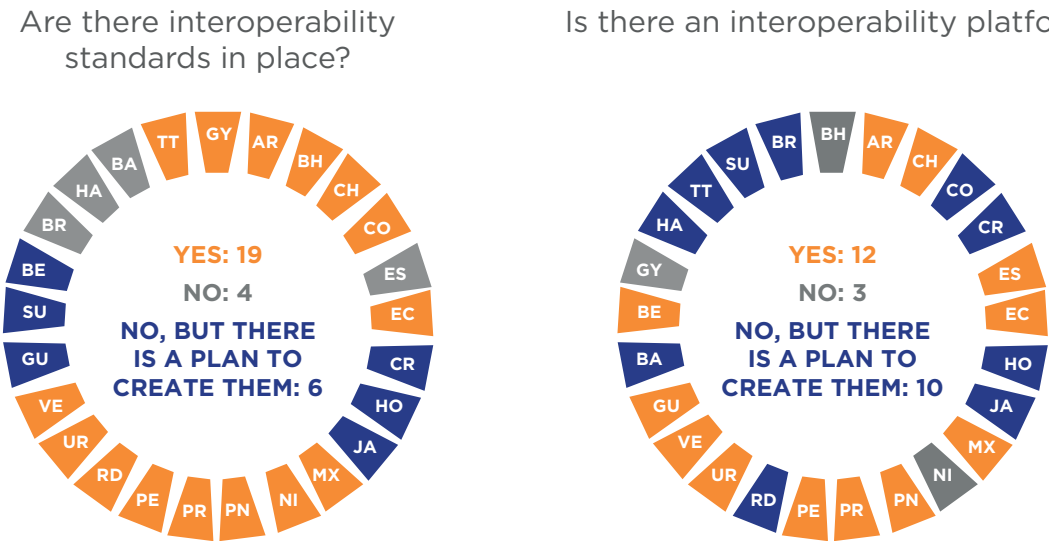 Are there interoperability
standards in place?
GY
AR
BH
CH
CO
ES
EC
CR
HO
JA
MX
NI
PN
PR
PE
RD
UR
VE
GU
SU
BE
BR
HA
BA
TT
YES: 19
NO: 4
NO, BUT THERE
IS A PLAN TO
CREATE THEM: 6
Is there an interoperability
BH
AR
CH
CO
CR
ES
EC
HO
JA
MX
NI
PN
PR
PE
RD
UR
VE
GU
BA
BE
GY
HA
TT
SU
BR
YES: 12
NO: 3
NO, BUT THERE
IS A PLAN TO
CREATE THEM: 10